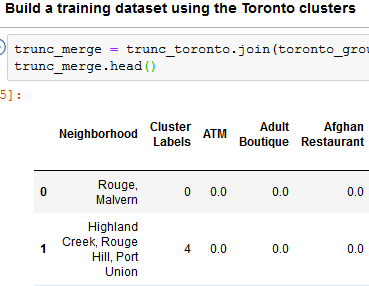 Build a training dataset using the Toronto clusters
trunc_merge = trunc_toronto.join(toronto_grou
trunc_merge.head()
5]:
Neighborhood Cluster Labels ATM Adult Boutique Afghan Restaurant
0 Rouge, Malvern 0 0.0 0.0 0.0
1 Highland Creek, Rouge Hill, Port Union 4 0.0 0.0 0.0